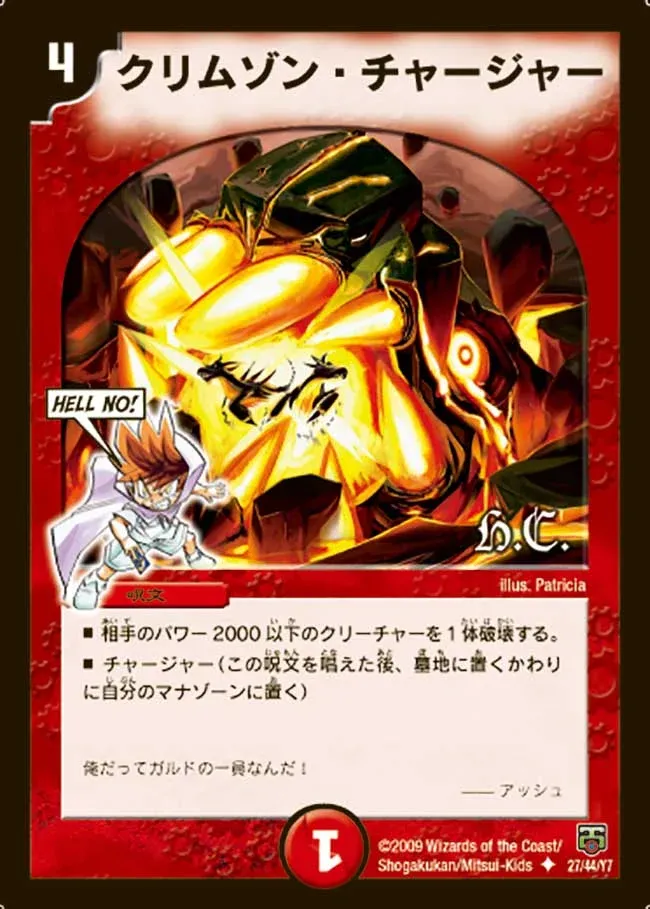 4
クリムゾン・チャージャー
HELL NO!
H.C.
illus. Patricia
呪文
■ 相手のパワー2000以下のクリーチャーを1体破壊する。
■ チャージャー(この呪文を唱えた後、墓地に置くかわり
に自分のマナゾーンに置く)
俺だってガルドの一員なんだ!
—— アッシュ
1
©2009 Wizards of the Coast/
Shogakukan/Mitsui-Kids
27/44/Y7